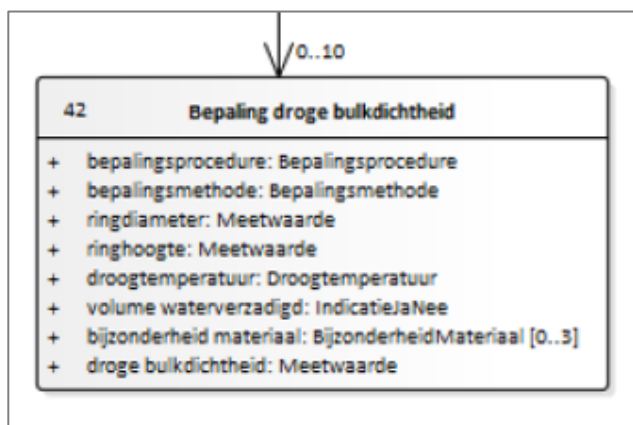 0..10
42 Bepaling droge bulkdichtheid
+ bepalingsprocedure: Bepalingsprocedure
+ bepalingsmethode: Bepalingsmethode
+ ringdiameter: Meetwaarde
+ ringhoogte: Meetwaarde
+ droogtemperatuur: Droogtemperatuur
+ volume waterverzadigd: IndicatieJaNee
+ bijzonderheid materiaal: BijzonderheidMateriaal [0..3]
+ droge bulkdichtheid: Meetwaarde